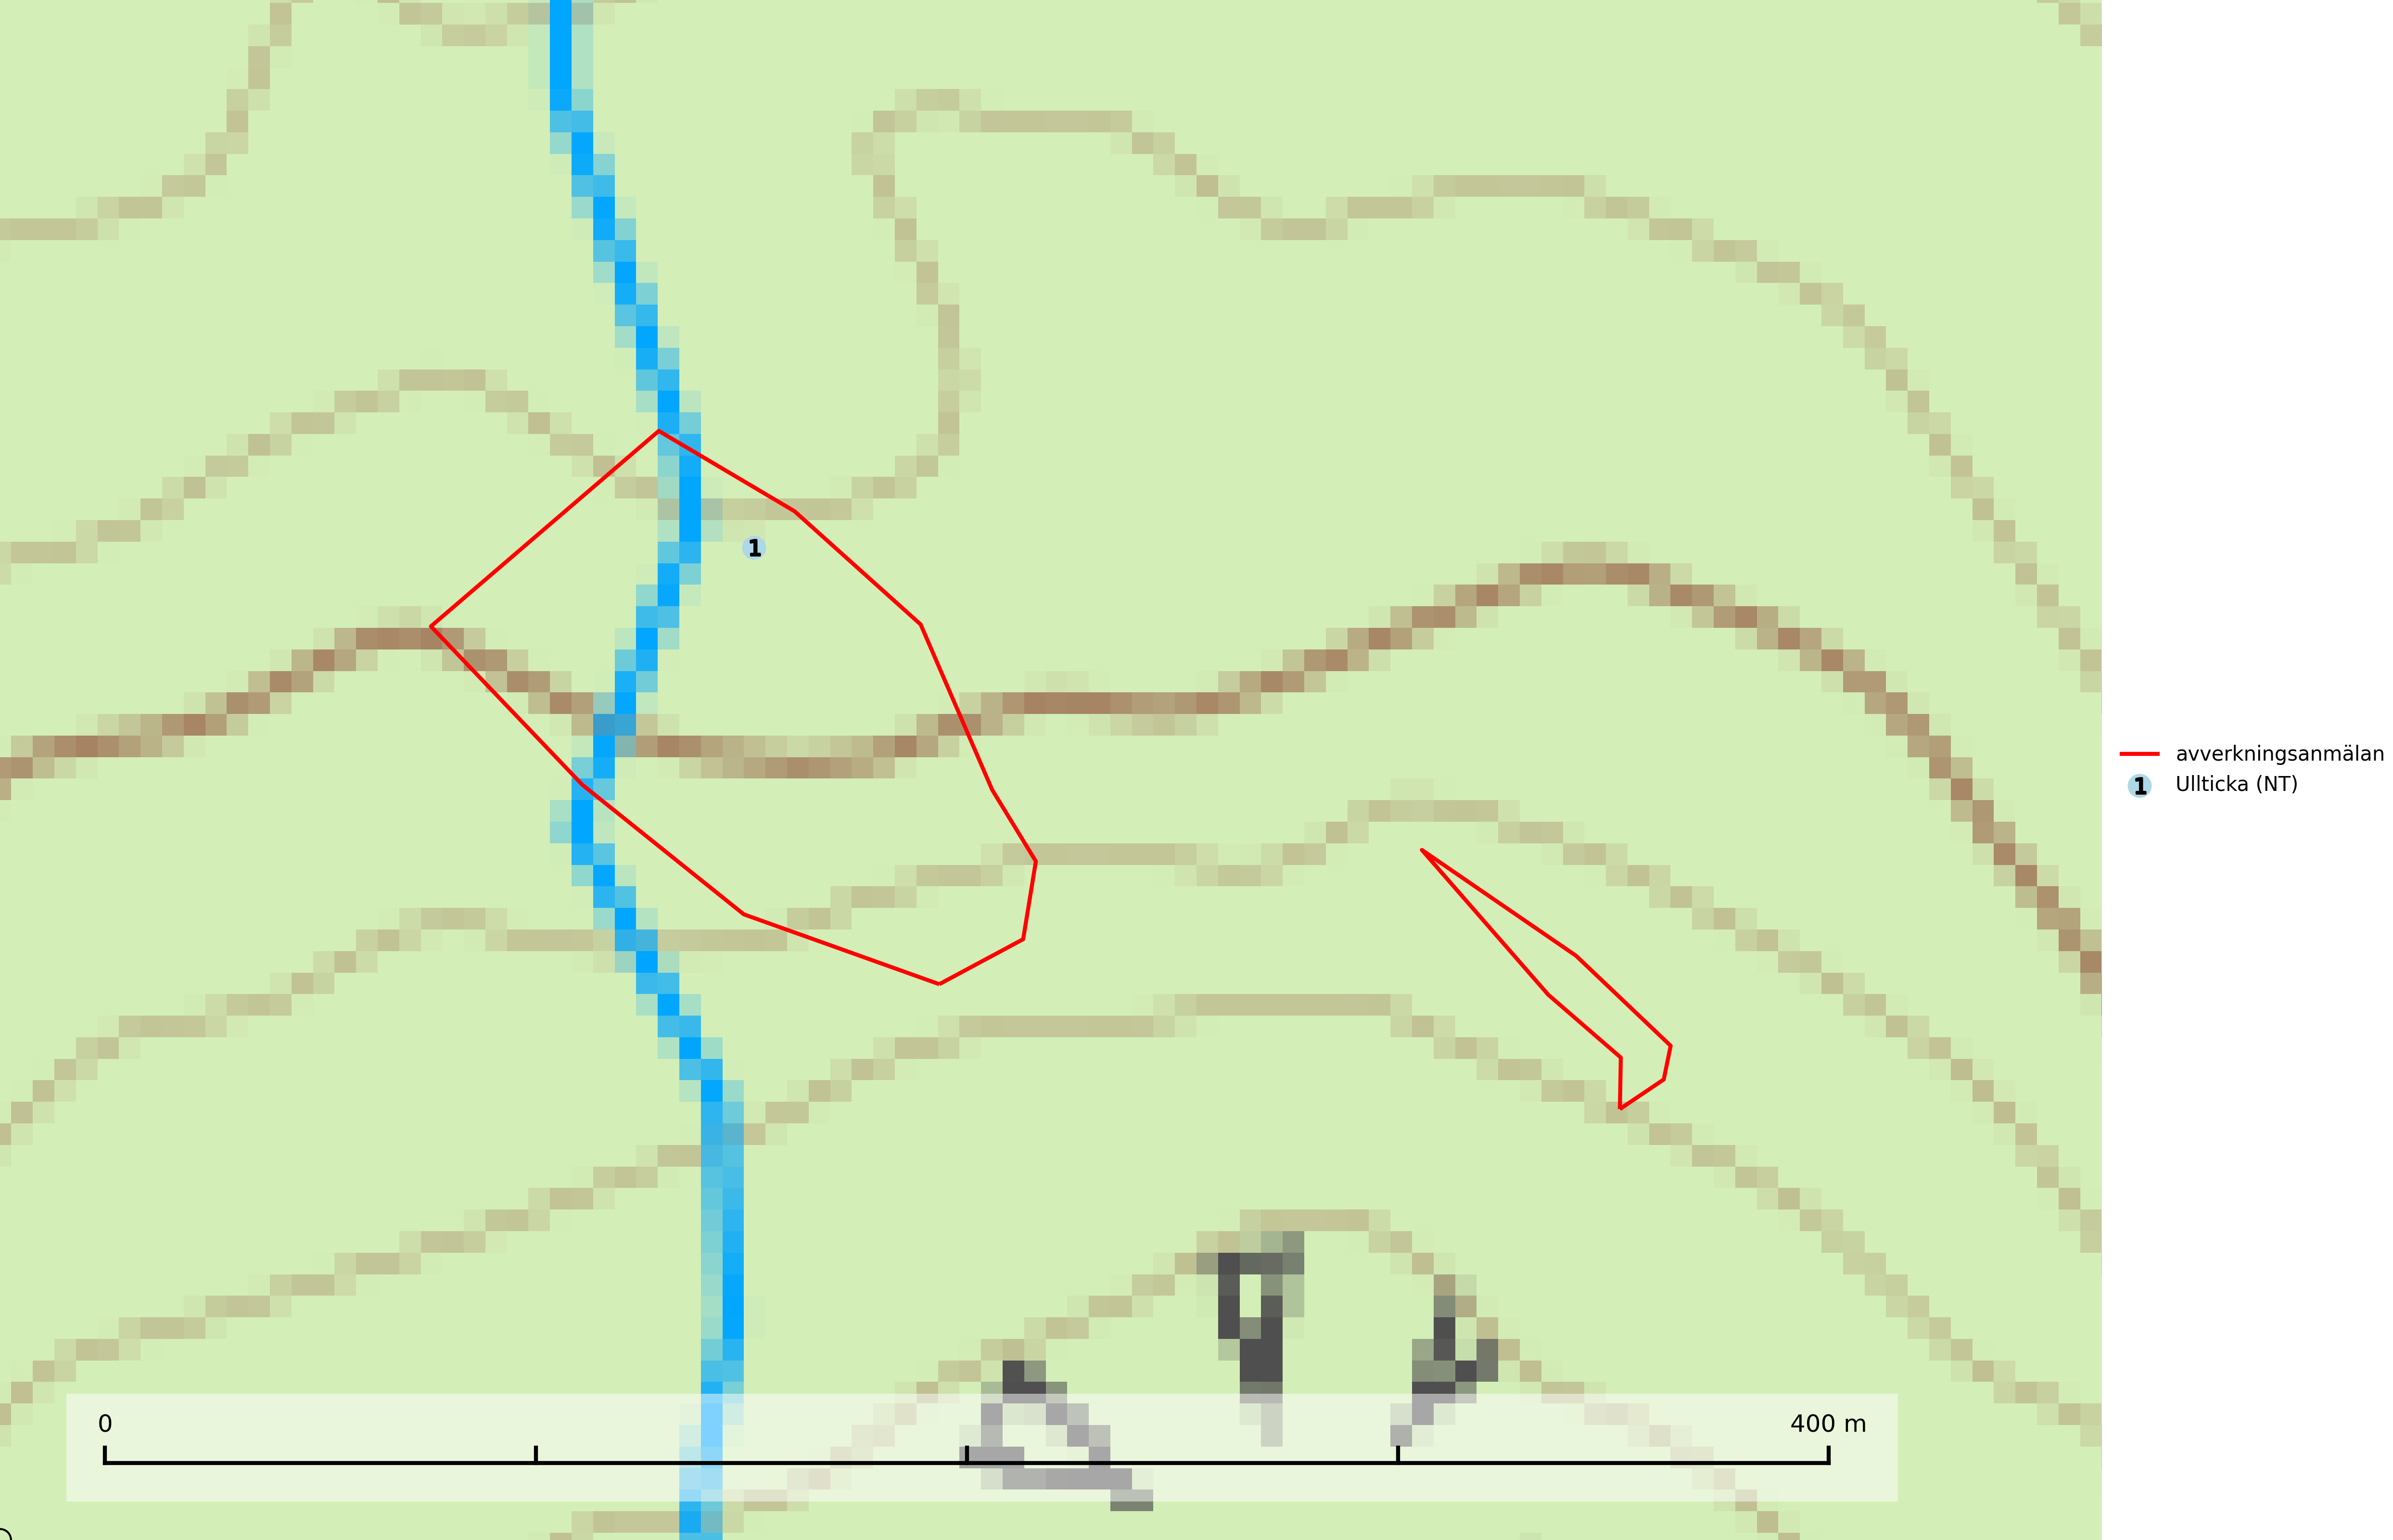 1
avverkningsanmälan
1 Ullticka (NT)
0 400 m